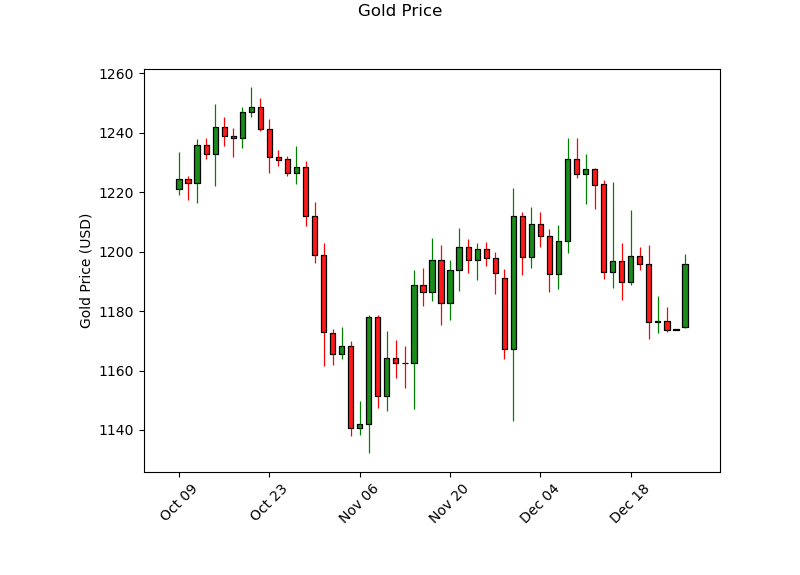 Gold Price
Gold Price (USD)
1260
1240
1220
1200
1180
1160
1140
Oct 09
Oct 23
Nov 06
Nov 20
Dec 04
Dec 18